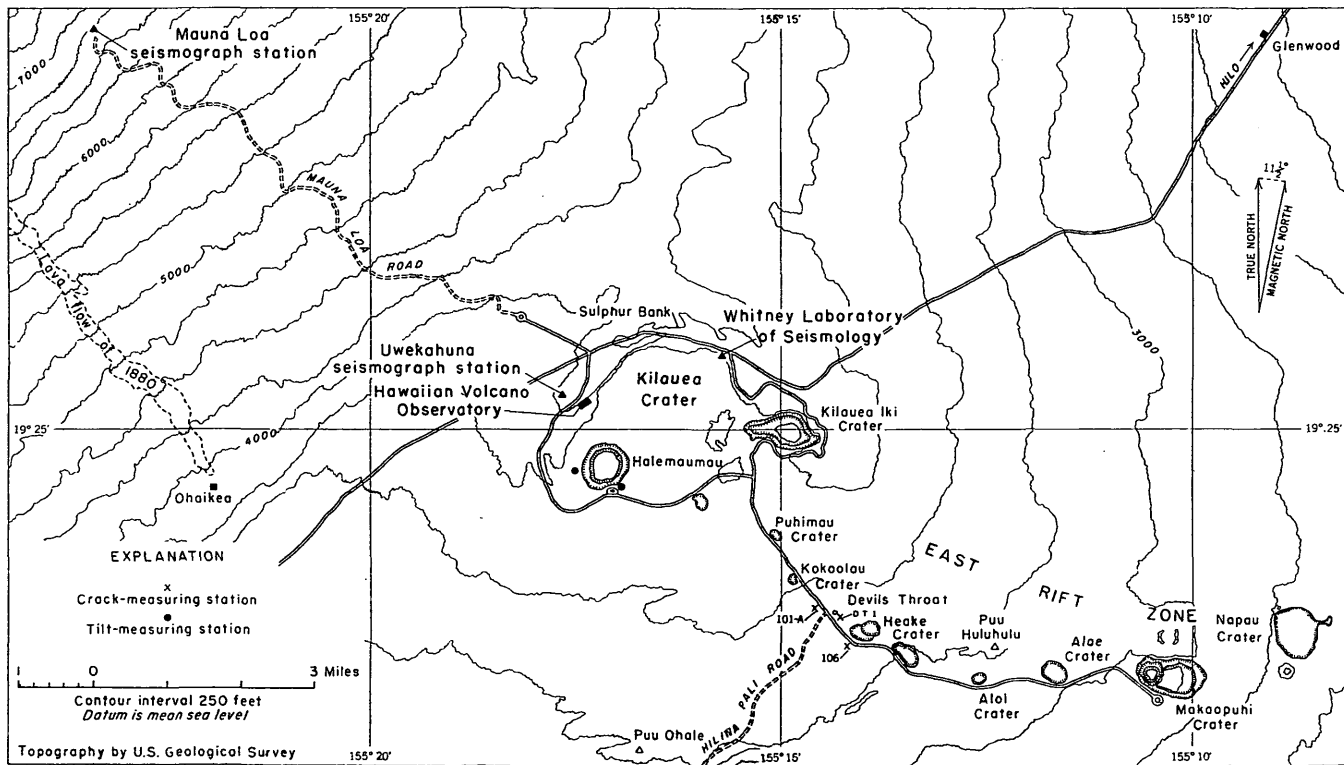 155° 20'
155° 15'
155° 10'
Mauna Loa
seismograph station
7000
6000
5000
4000
3000
MAUNA
LOA
ROAD
Lava flow of 1880
Ohaikea
Glenwood
HILO
11½°
TRUE NORTH
MAGNETIC NORTH
Sulphur Bank
Whitney Laboratory
of Seismology
Uwekahuna
seismograph station
Hawaiian Volcano
Observatory
Kilauea
Crater
Kilauea Iki
Crater
19° 25'
19° 25'
Halemaumau
Puhimau
Crater
Kokoolau
Crater
Devils Throat
D T I
101-A
106
Heake
Crater
EAST
RIFT
ZONE
Puu
Huluhulu
Alae
Crater
Napau
Crater
Aloi
Crater
Makaopuhi
Crater
HILINA PALI ROAD
Puu Ohale
EXPLANATION
x
Crack-measuring station
Tilt-measuring station
1 0 3 Miles
Contour interval 250 feet
Datum is mean sea level
Topography by U.S. Geological Survey
155° 20'
155° 15'
155° 10'